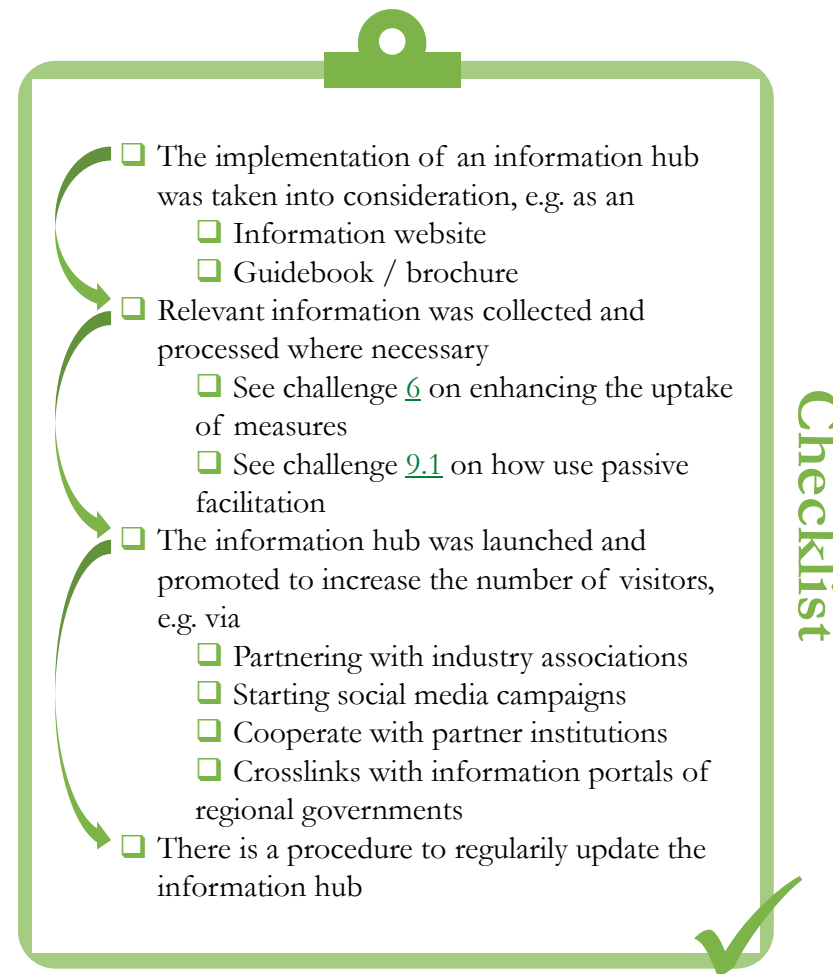 The implementation of an information hub
was taken into consideration, e.g. as an
Information website
Guidebook / brochure
Relevant information was collected and
processed where necessary
See challenge 6 on enhancing the uptake
of measures
See challenge 9.1 on how use passive
facilitation
The information hub was launched and
promoted to increase the number of visitors,
e.g. via
Partnering with industry associations
Starting social media campaigns
Cooperate with partner institutions
Crosslinks with information portals of
regional governments
There is a procedure to regularily update the
information hub
Checklist